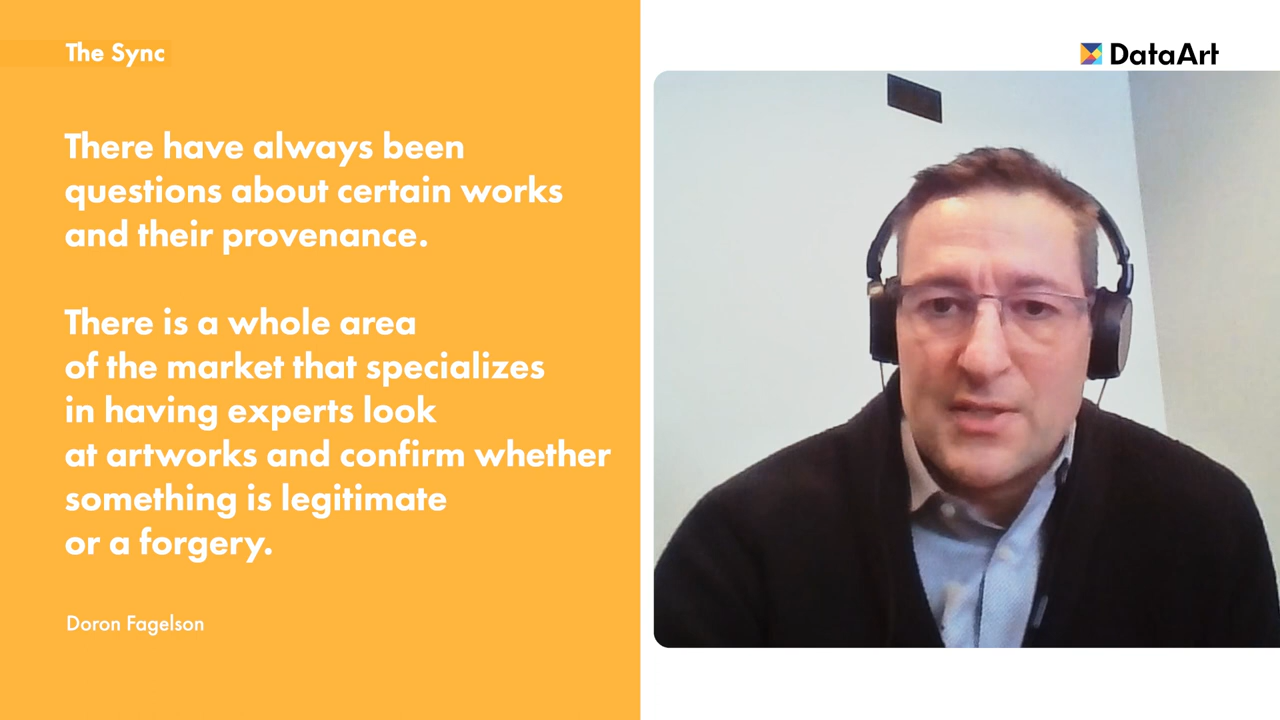 The Sync
DataArt
There have always been
questions about certain works
and their provenance.
There is a whole area
of the market that specializes
in having experts look
at artworks and confirm whether
something is legitimate
or a forgery.
Doron Fagelson